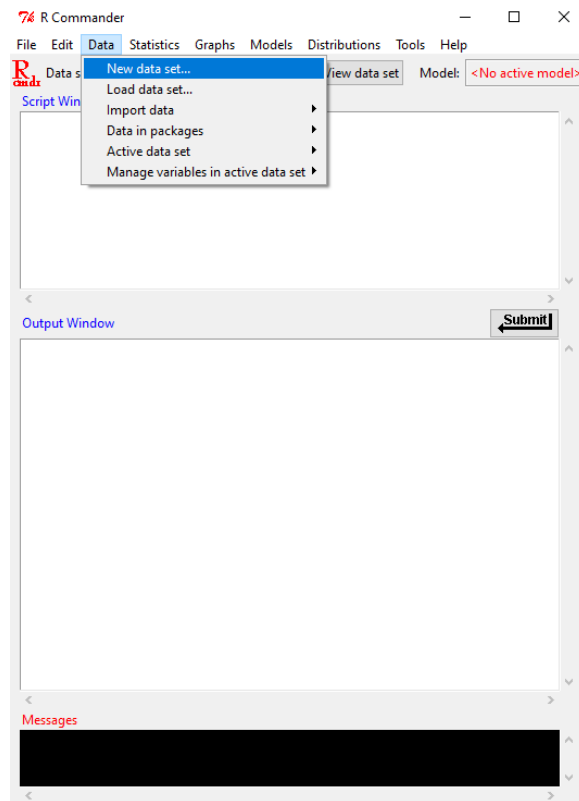 R Commander
File Edit Data Statistics Graphs Models Distributions Tools Help
R cmdr Data s View data set Model: <No active model>
New data set...
Load data set...
Import data
Data in packages
Active data set
Manage variables in active data set
Script Win
Output Window
Submit
Messages